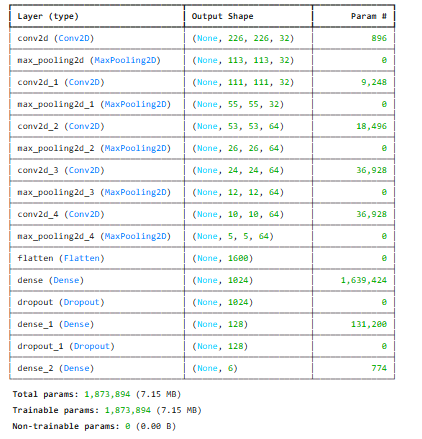 Layer (type) Output Shape Param #
conv2d (Conv2D) (None, 226, 226, 32) 896
max_pooling2d (MaxPooling2D) (None, 113, 113, 32) 0
conv2d_1 (Conv2D) (None, 111, 111, 32) 9,248
max_pooling2d_1 (MaxPooling2D) (None, 55, 55, 32) 0
conv2d_2 (Conv2D) (None, 53, 53, 64) 18,496
max_pooling2d_2 (MaxPooling2D) (None, 26, 26, 64) 0
conv2d_3 (Conv2D) (None, 24, 24, 64) 36,928
max_pooling2d_3 (MaxPooling2D) (None, 12, 12, 64) 0
conv2d_4 (Conv2D) (None, 10, 10, 64) 36,928
max_pooling2d_4 (MaxPooling2D) (None, 5, 5, 64) 0
flatten (Flatten) (None, 1600) 0
dense (Dense) (None, 1024) 1,639,424
dropout (Dropout) (None, 1024) 0
dense_1 (Dense) (None, 128) 131,200
dropout_1 (Dropout) (None, 128) 0
dense_2 (Dense) (None, 6) 774
Total params: 1,873,894 (7.15 MB)
Trainable params: 1,873,894 (7.15 MB)
Non-trainable params: 0 (0.00 B)